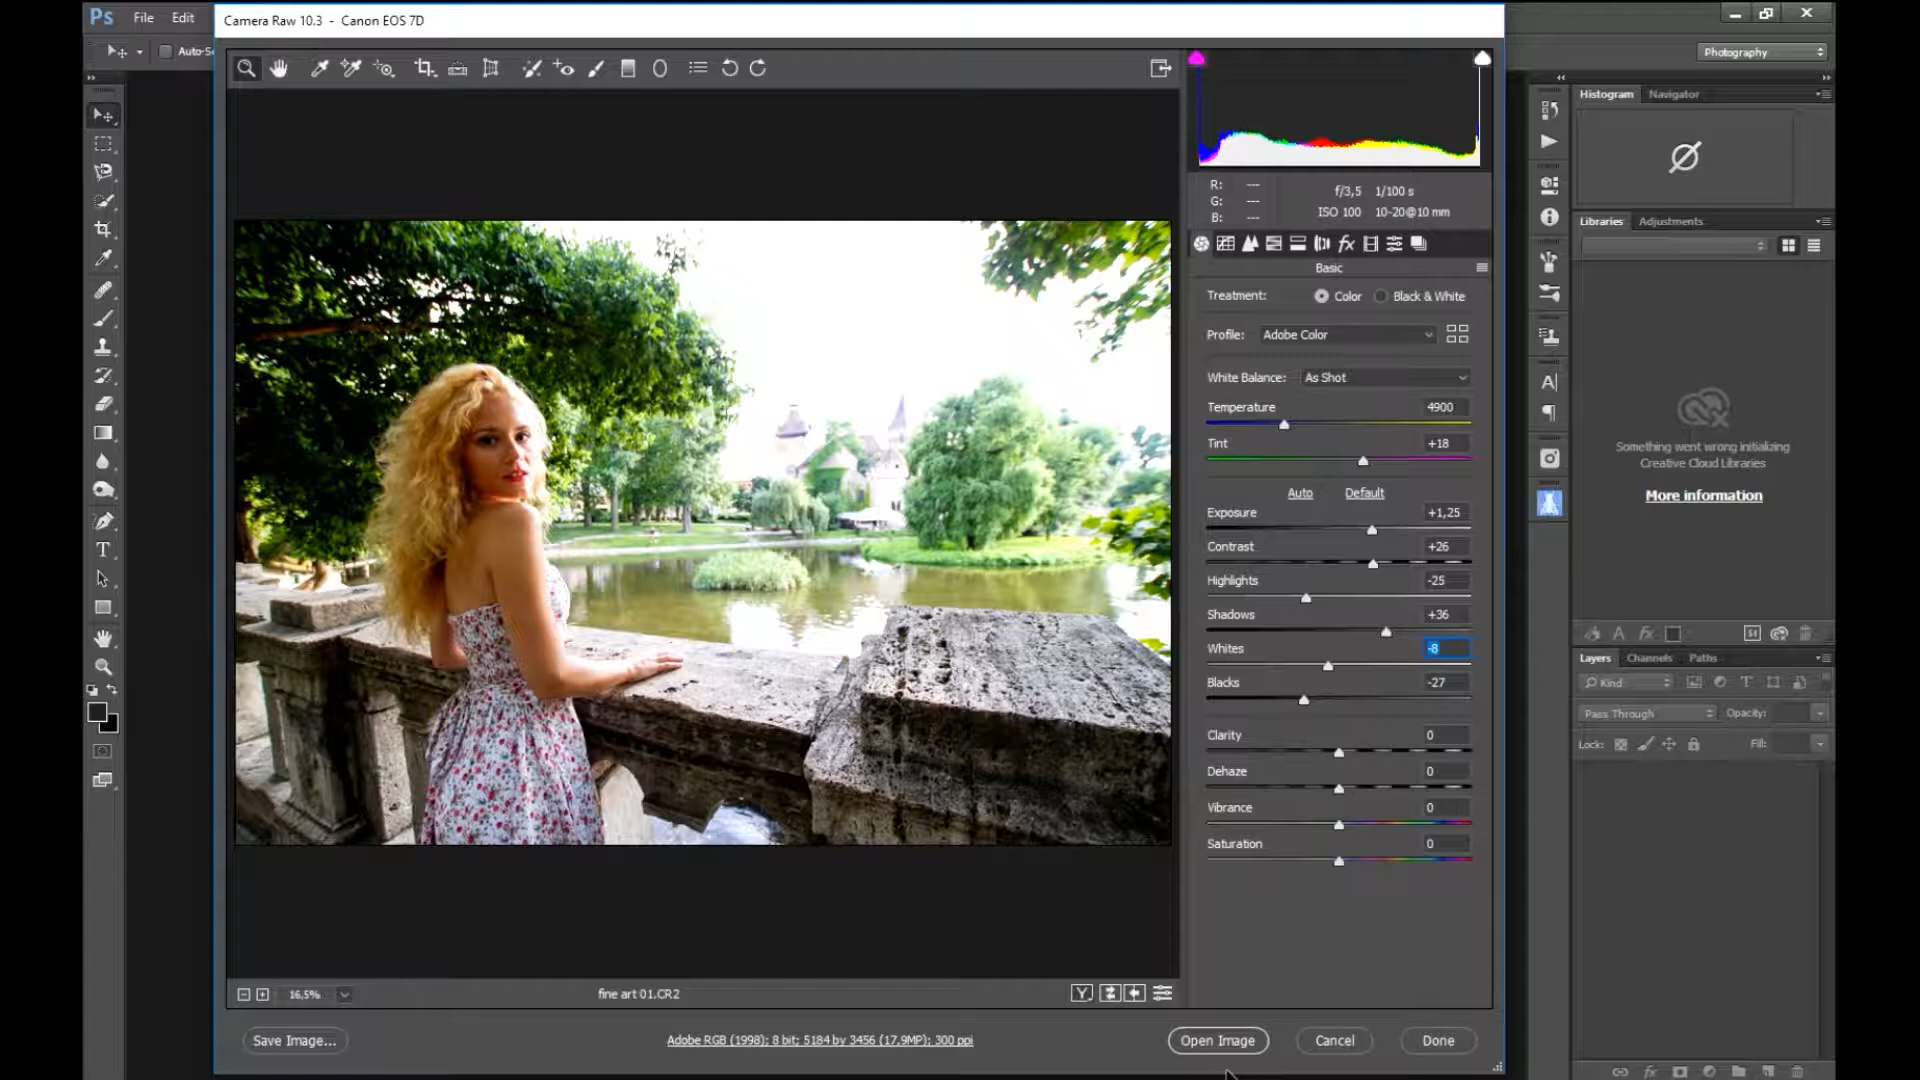 Ps File Edit
Camera Raw 10.3 - Canon EOS 7D
Auto-Se
Photography
Histogram Navigator
R: ---
G: ---
B: ---
f/3,5 1/100 s
ISO 100 10-20@10 mm
Libraries Adjustments
Basic
Treatment: Color Black & White
Profile: Adobe Color
White Balance: As Shot
Temperature 4900
Tint +18
Auto Default
Exposure +1,25
Contrast +26
Highlights -25
Shadows +36
Whites -8
Blacks -27
Clarity 0
Dehaze 0
Vibrance 0
Saturation 0
Something went wrong initializing
Creative Cloud Libraries
More information
Layers Channels Paths
Kind
Pass Through Opacity:
Lock: Fill:
16,5%
fine art 01.CR2
Save Image...
Adobe RGB (1998); 8 bit; 5184 by 3456 (17,9MP); 300 ppi
Open Image Cancel Done